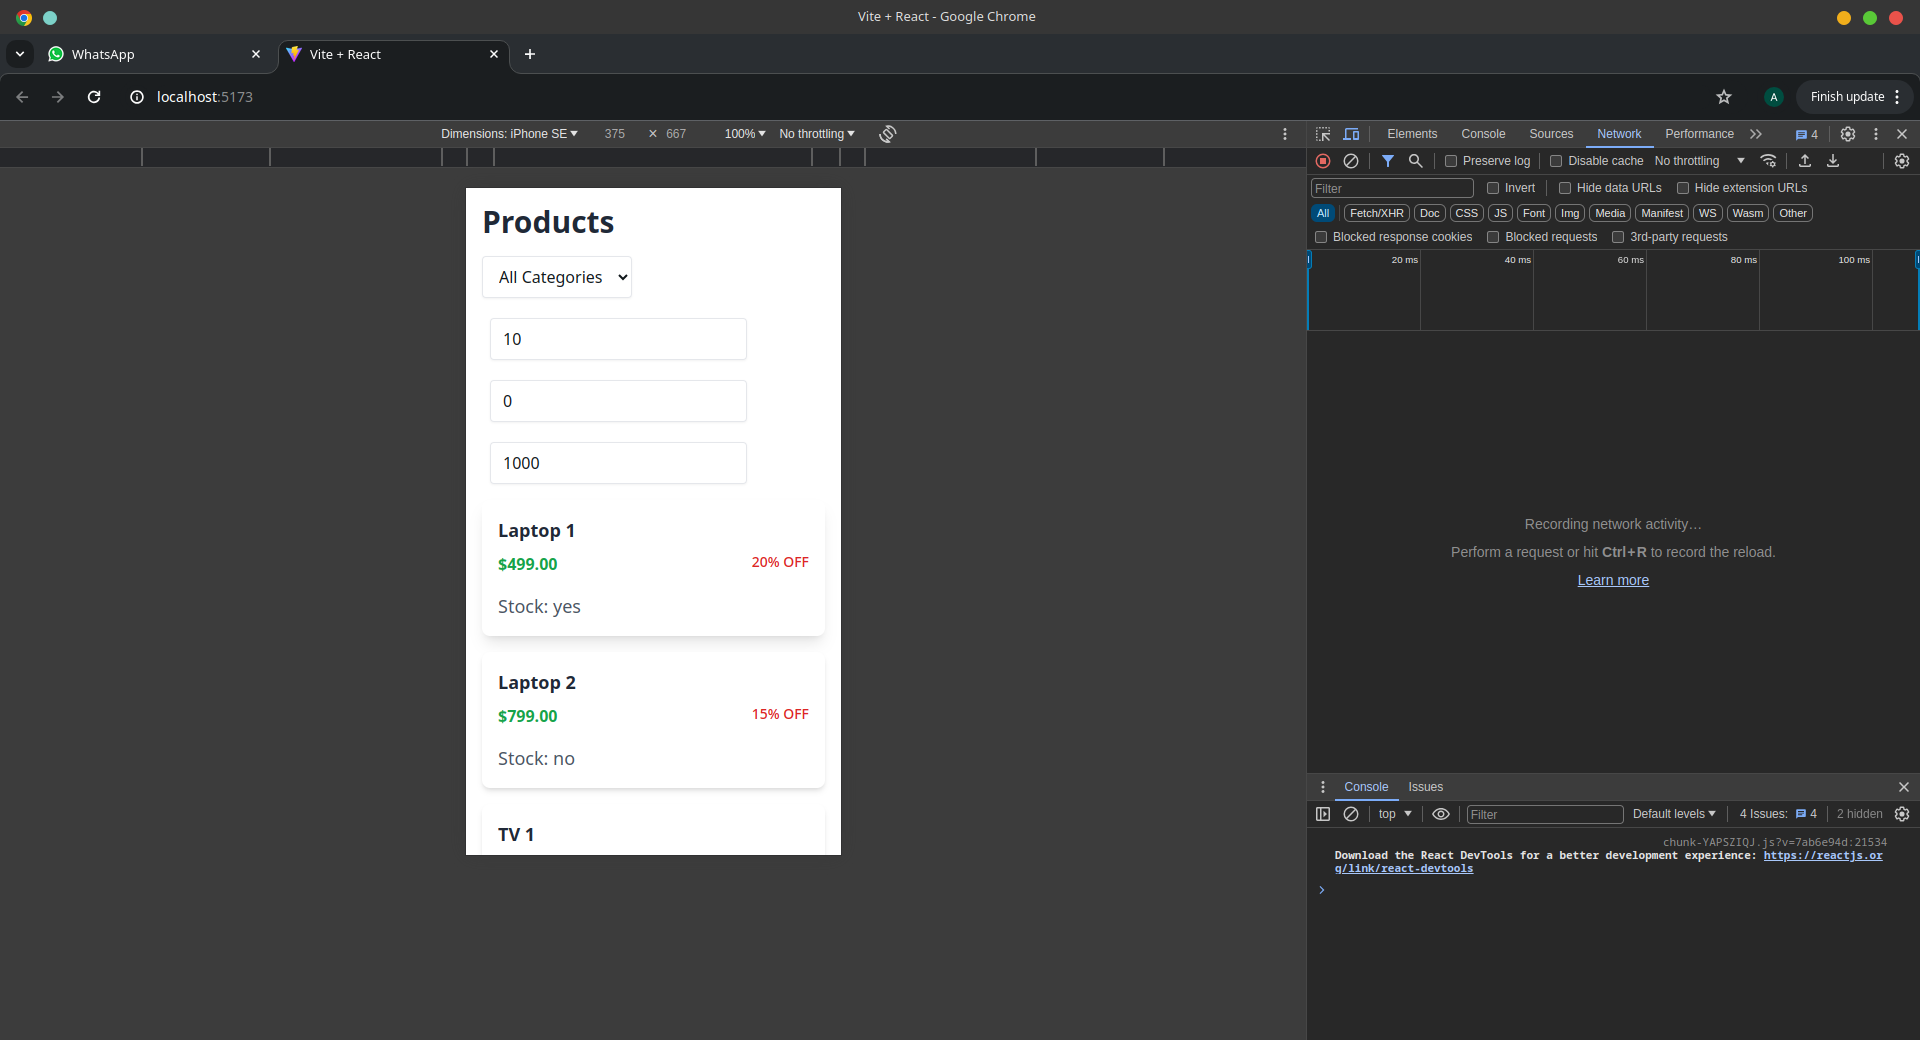 Vite + React - Google Chrome
WhatsApp
Vite + React
localhost:5173
A
Finish update
Dimensions: iPhone SE
375
×
667
100%
No throttling
Elements
Console
Sources
Network
Performance
4
Preserve log
Disable cache
No throttling
Filter
Invert
Hide data URLs
Hide extension URLs
All
Fetch/XHR
Doc
CSS
JS
Font
Img
Media
Manifest
WS
Wasm
Other
Blocked response cookies
Blocked requests
3rd-party requests
20 ms
40 ms
60 ms
80 ms
100 ms
Recording network activity…
Perform a request or hit Ctrl+R to record the reload.
Learn more
Products
All Categories
10
0
1000
Laptop 1
$499.00
20% OFF
Stock: yes
Laptop 2
$799.00
15% OFF
Stock: no
TV 1
Console
Issues
top
Filter
Default levels
4 Issues:
4
2 hidden
chunk-YAPSZIQJ.js?v=7ab6e94d:21534
Download the React DevTools for a better development experience: https://reactjs.or
g/link/react-devtools